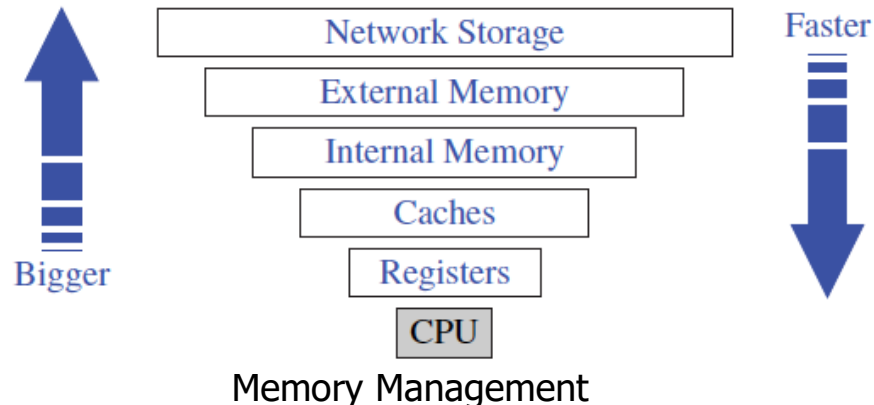 Network Storage
Faster
External Memory
Internal Memory
Caches
Bigger
Registers
CPU
Memory Management